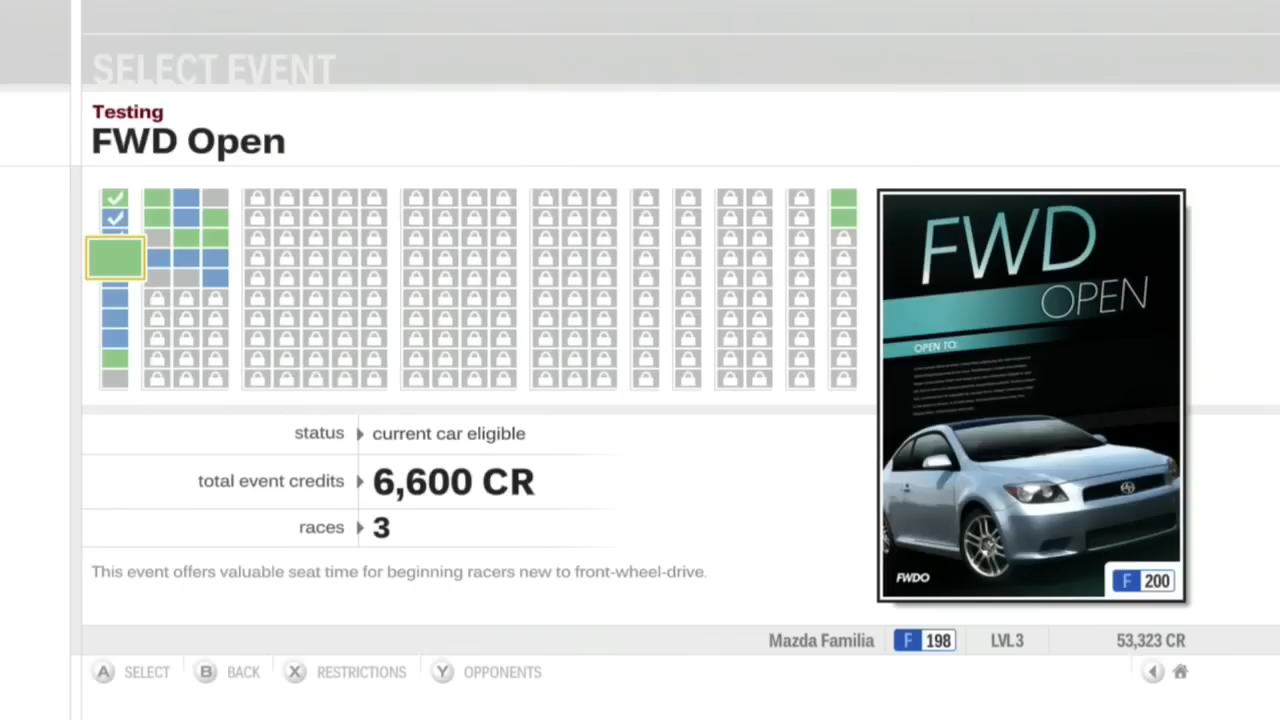 SELECT EVENT
Testing
FWD Open
FWD
OPEN
OPEN TO:
FWDO
F 200
status current car eligible
total event credits 6,600 CR
races 3
This event offers valuable seat time for beginning racers new to front-wheel-drive.
Mazda Familia F 198 LVL3 53,323 CR
A SELECT B BACK X RESTRICTIONS Y OPPONENTS